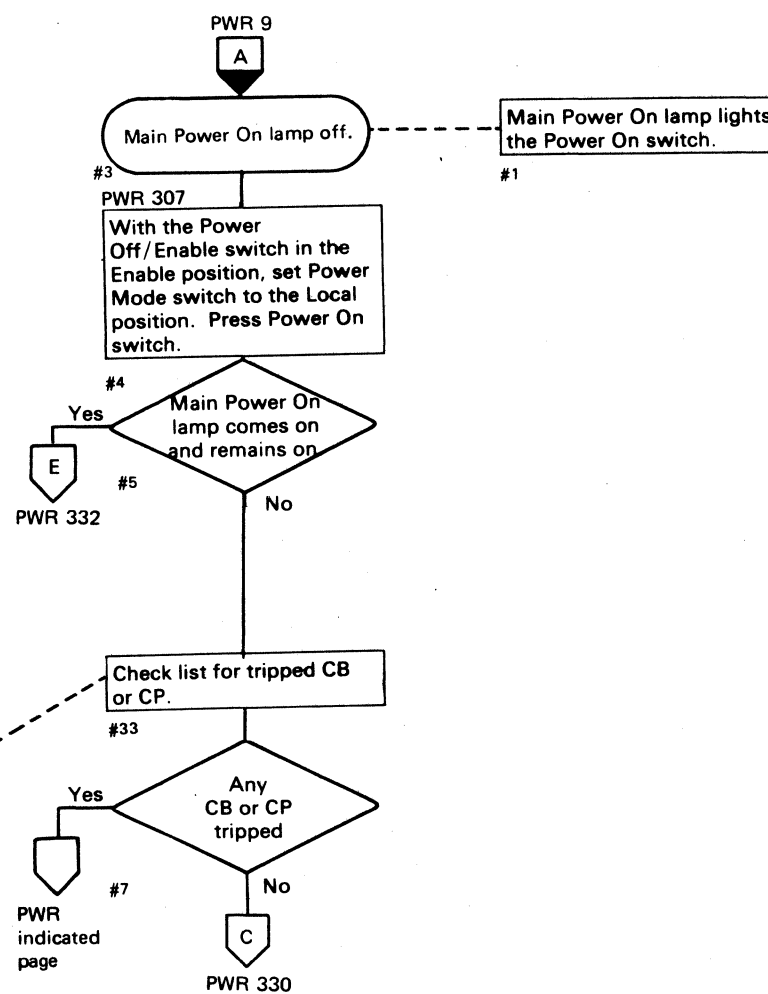 PWR 9
A
Main Power On lamp off.
Main Power On lamp lights
the Power On switch.
#3
#1
PWR 307
With the Power
Off/Enable switch in the
Enable position, set Power
Mode switch to the Local
position. Press Power On
switch.
#4
Main Power On
lamp comes on
and remains on
Yes
E
#5
PWR 332
No
Check list for tripped CB
or CP.
#33
Any
CB or CP
tripped
Yes
#7
No
PWR
indicated
page
C
PWR 330